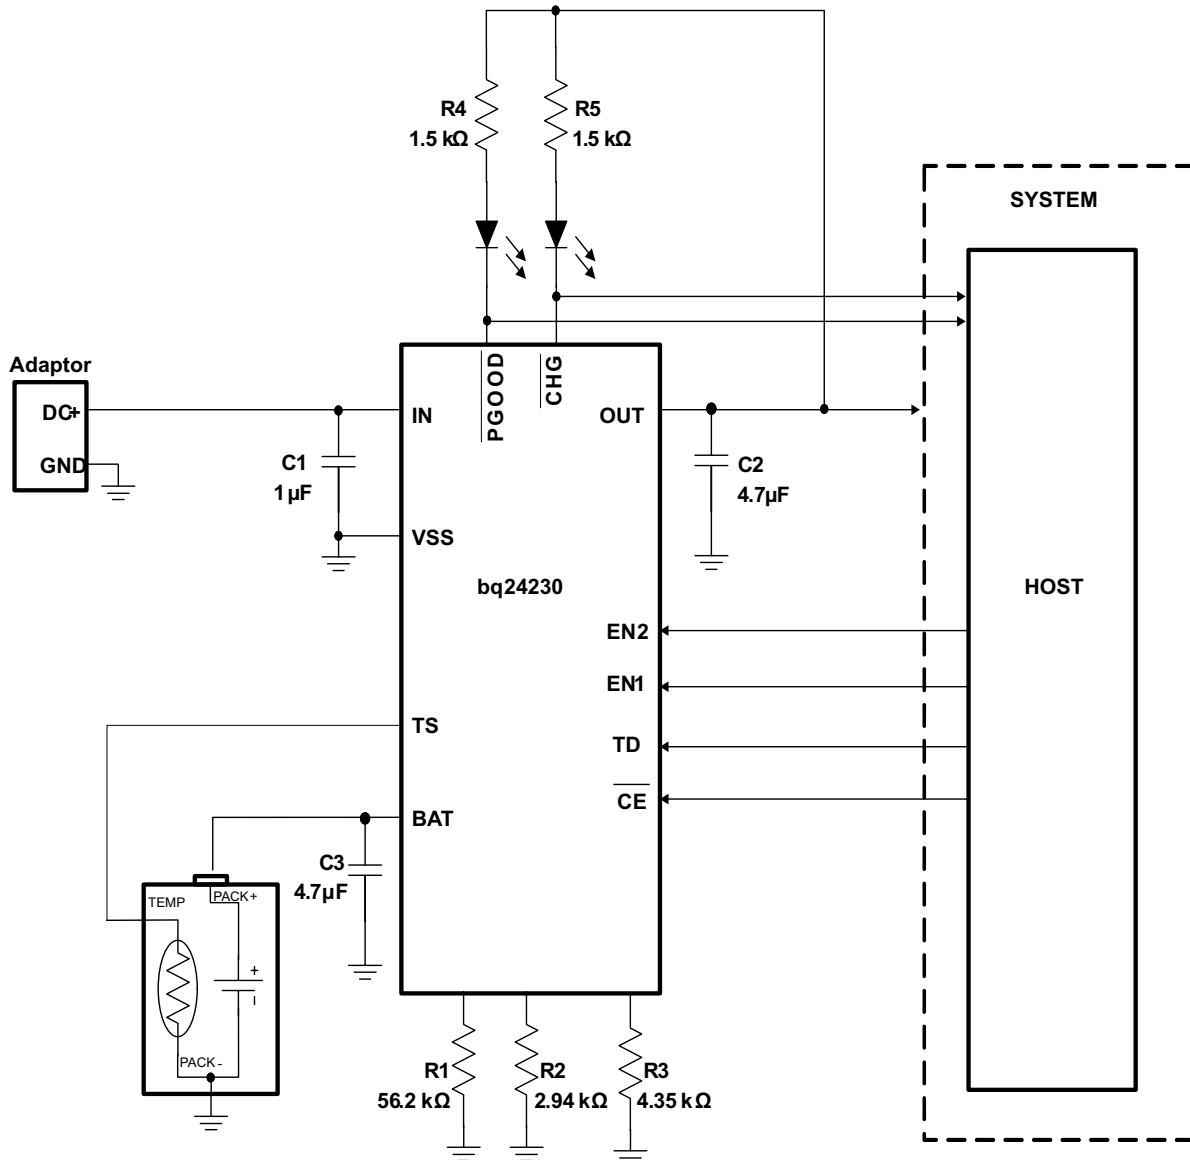 R4
1.5 kΩ
R5
1.5 kΩ
SYSTEM
Adaptor
DC+
GND
C1
1 µF
IN
PGOOD
CHG
OUT
C2
4.7µF
VSS
bq24230
HOST
EN2
EN1
TS
TD
CE
BAT
C3
4.7µF
TEMP
PACK+
+
–
PACK-
R1
56.2 kΩ
R2
2.94 kΩ
R3
4.35 kΩ